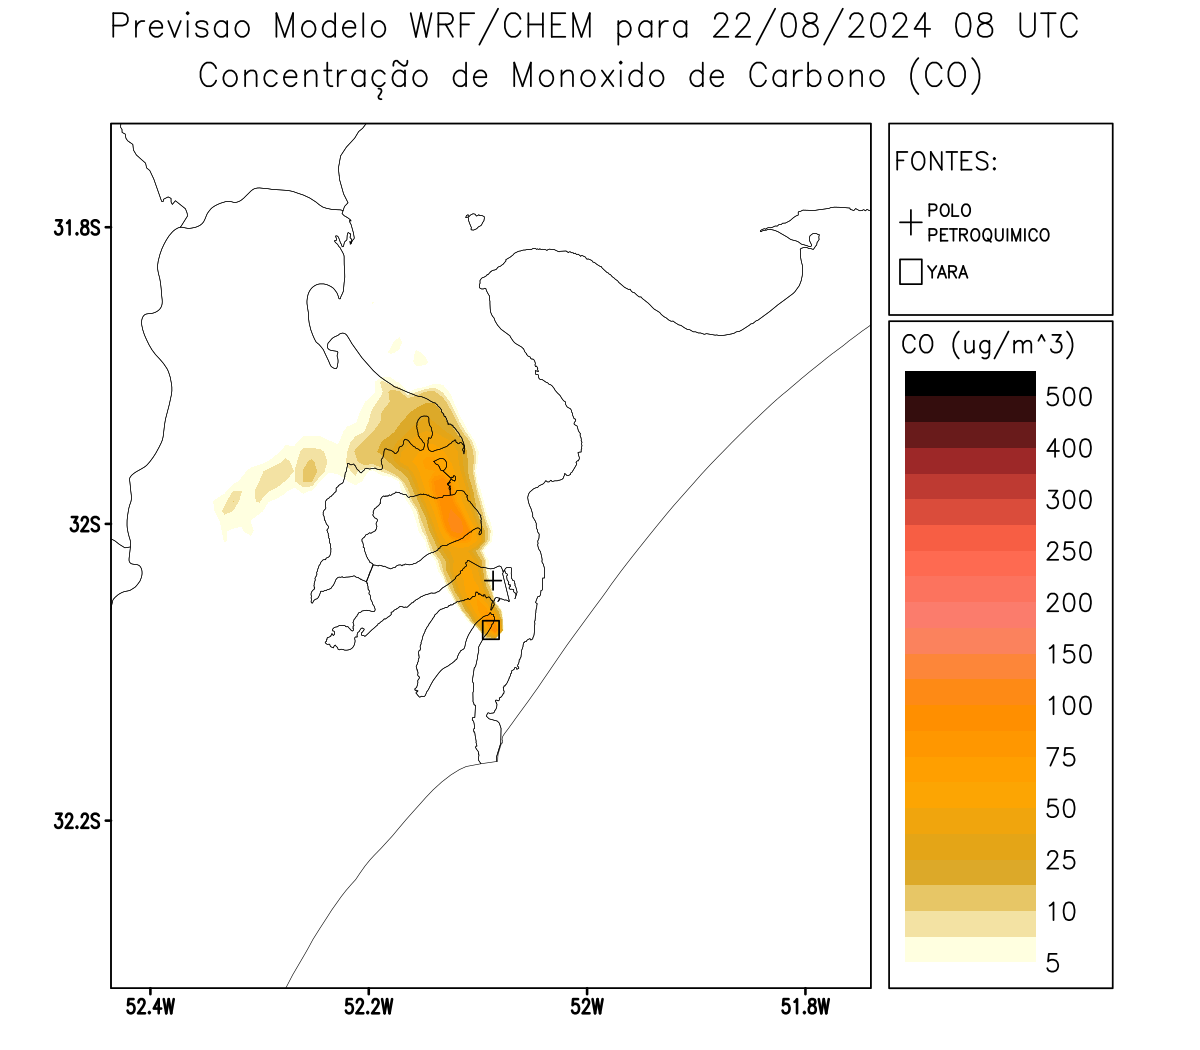 Previsao Modelo WRF/CHEM para 22/08/2024 08 UTC
Concentração de Monoxido de Carbono (CO)
FONTES:
POLO
PETROQUIMICO
YARA
CO (ug/m^3)
500
400
300
250
200
150
100
75
50
25
10
5
31.8S
32S
32.2S
52.4W
52.2W
52W
51.8W